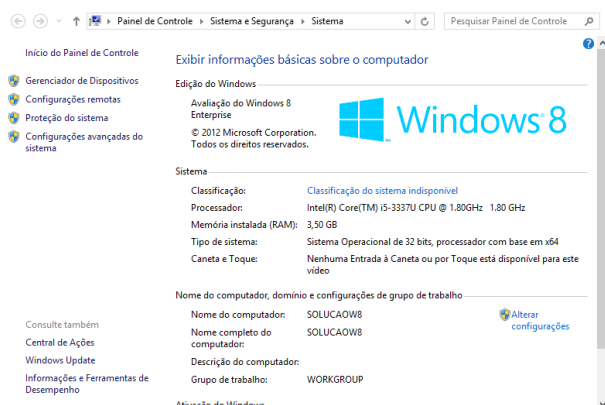 Painel de Controle ▸ Sistema e Segurança ▸ Sistema
Pesquisar Painel de Controle
Início do Painel de Controle
Gerenciador de Dispositivos
Configurações remotas
Proteção do sistema
Configurações avançadas do
sistema
Exibir informações básicas sobre o computador
Edição do Windows
Avaliação do Windows 8
Enterprise
© 2012 Microsoft Corporation.
Todos os direitos reservados.
Windows 8
Sistema
Classificação: Classificação do sistema indisponível
Processador: Intel(R) Core(TM) i5-3337U CPU @ 1.80GHz 1.80 GHz
Memória instalada (RAM): 3,50 GB
Tipo de sistema: Sistema Operacional de 32 bits, processador com base em x64
Caneta e Toque: Nenhuma Entrada à Caneta ou por Toque está disponível para este
vídeo
Nome do computador, domínio e configurações de grupo de trabalho
Nome do computador: SOLUCAOW8
Alterar
configurações
Nome completo do
computador: SOLUCAOW8
Descrição do computador:
Grupo de trabalho: WORKGROUP
Ativação do Windows
Consulte também
Central de Ações
Windows Update
Informações e Ferramentas de
Desempenho